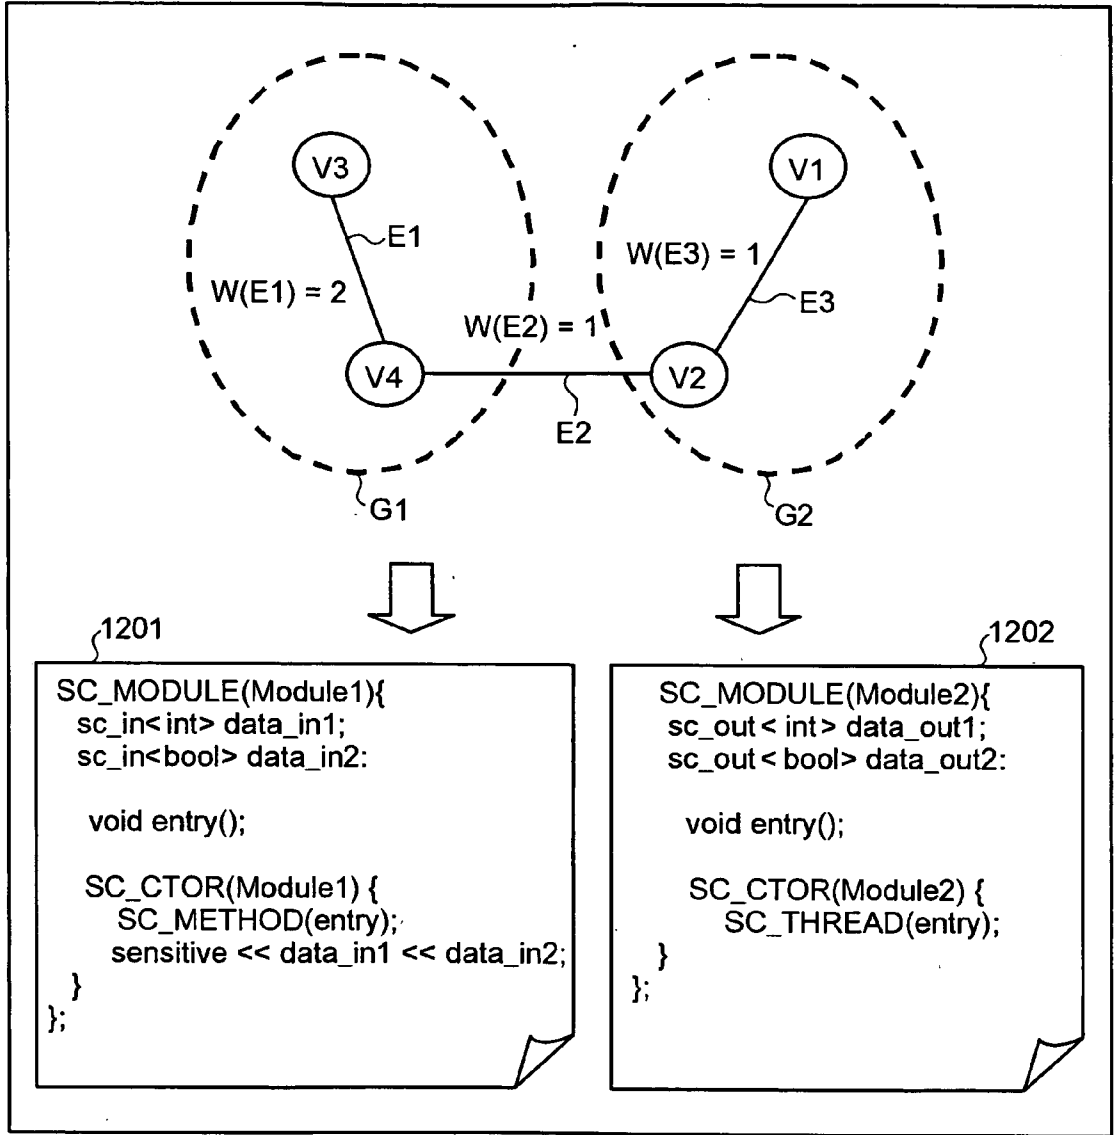 V3
V1
E1
W(E3) = 1
W(E1) = 2
E3
W(E2) = 1
V4
V2
E2
G1
G2
1201
1202
SC_MODULE(Module1){
sc_in<int> data_in1;
sc_in<bool> data_in2:
void entry();
SC_CTOR(Module1) {
SC_METHOD(entry);
sensitive << data_in1 << data_in2;
}
};
SC_MODULE(Module2){
sc_out< int> data_out1;
sc_out< bool> data_out2:
void entry();
SC_CTOR(Module2) {
SC_THREAD(entry);
}
};